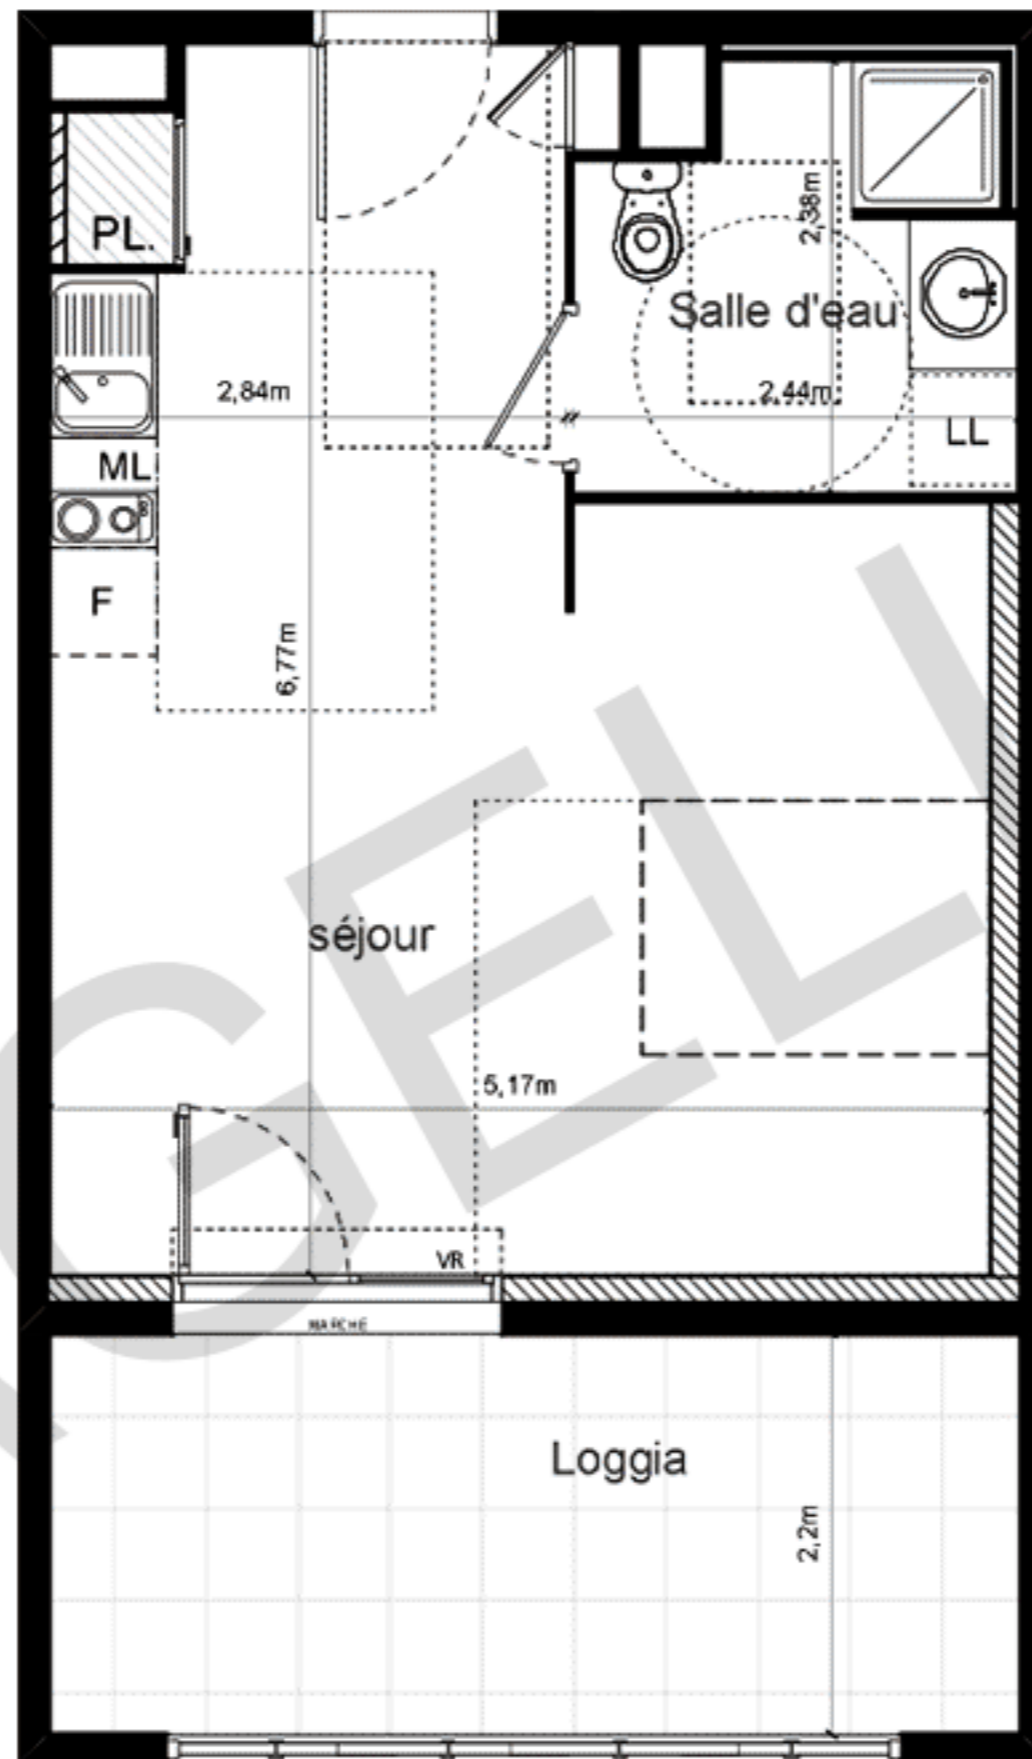 PL.
2,38m
Salle d'eau
2,84m
2,44m
LL
ML
F
6,77m
séjour
5,17m
VR
MARCHE
Loggia
2,2m
GELI